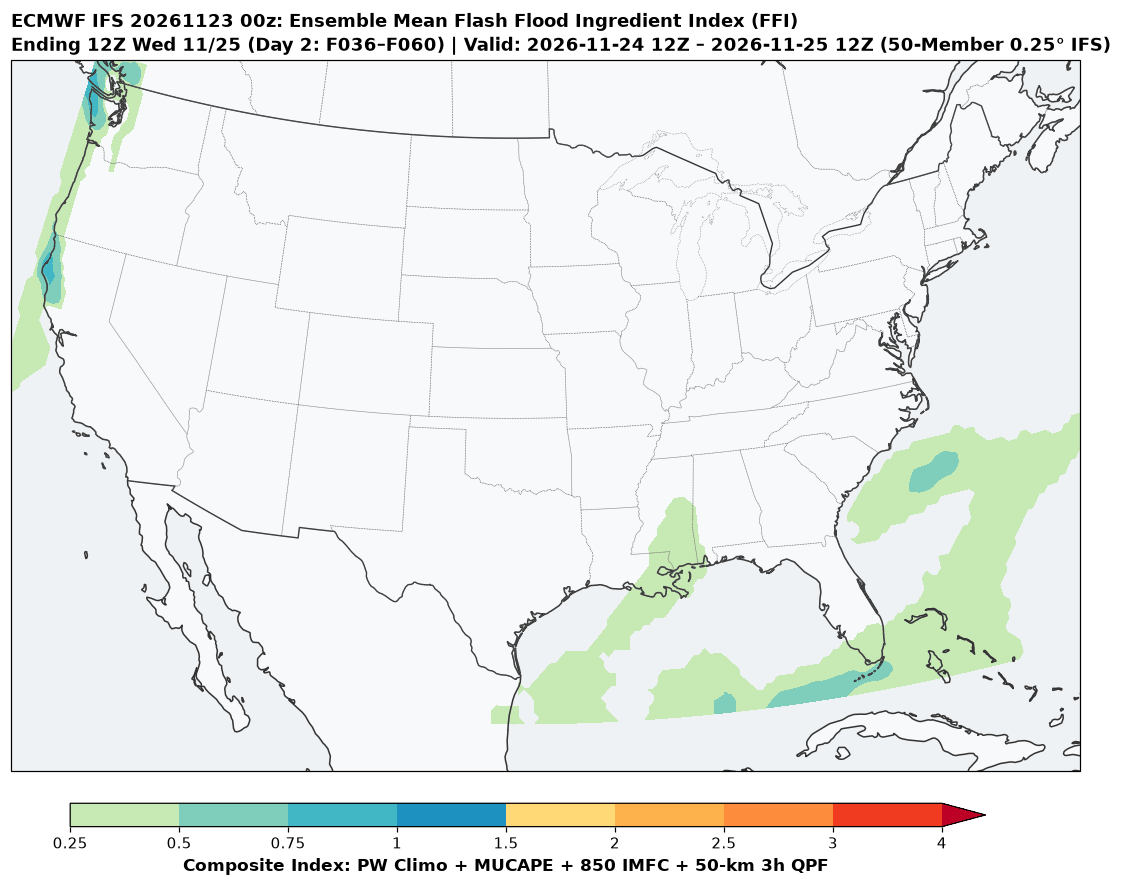 ECMWF IFS 20261123 00z: Ensemble Mean Flash Flood Ingredient Index (FFI)
Ending 12Z Wed 11/25 (Day 2: F036–F060) | Valid: 2026-11-24 12Z – 2026-11-25 12Z (50-Member 0.25° IFS)
0.25 0.5 0.75 1 1.5 2 2.5 3 4
Composite Index: PW Climo + MUCAPE + 850 IMFC + 50-km 3h QPF